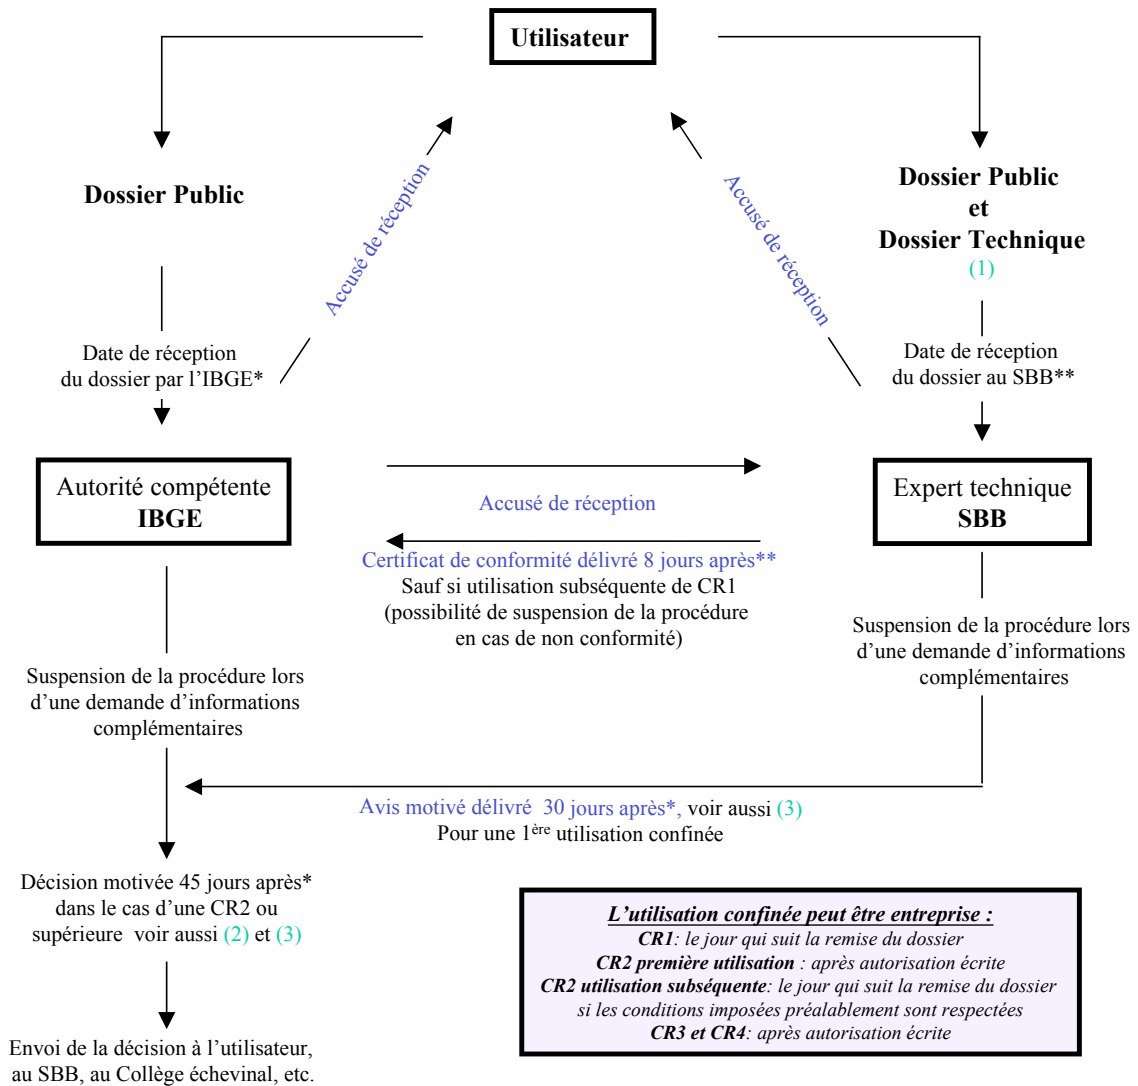 Utilisateur
Dossier Public
Dossier Public
et
Dossier Technique
(1)
Accusé de réception
Accusé de réception
Date de réception
du dossier par l’IBGE*
Date de réception
du dossier au SBB**
Autorité compétente
IBGE
Expert technique
SBB
Accusé de réception
Certificat de conformité délivré 8 jours après**
Sauf si utilisation subséquente de CR1
(possibilité de suspension de la procédure
en cas de non conformité)
Suspension de la procédure lors
d’une demande d’informations
complémentaires
Suspension de la procédure lors
d’une demande d’informations
complémentaires
Avis motivé délivré 30 jours après*, voir aussi (3)
Pour une 1ère utilisation confinée
Décision motivée 45 jours après*
dans le cas d’une CR2 ou
supérieure voir aussi (2) et (3)
Envoi de la décision à l’utilisateur,
au SBB, au Collège échevinal, etc.
L’utilisation confinée peut être entreprise :
CR1: le jour qui suit la remise du dossier
CR2 première utilisation : après autorisation écrite
CR2 utilisation subséquente: le jour qui suit la remise du dossier
si les conditions imposées préalablement sont respectées
CR3 et CR4: après autorisation écrite